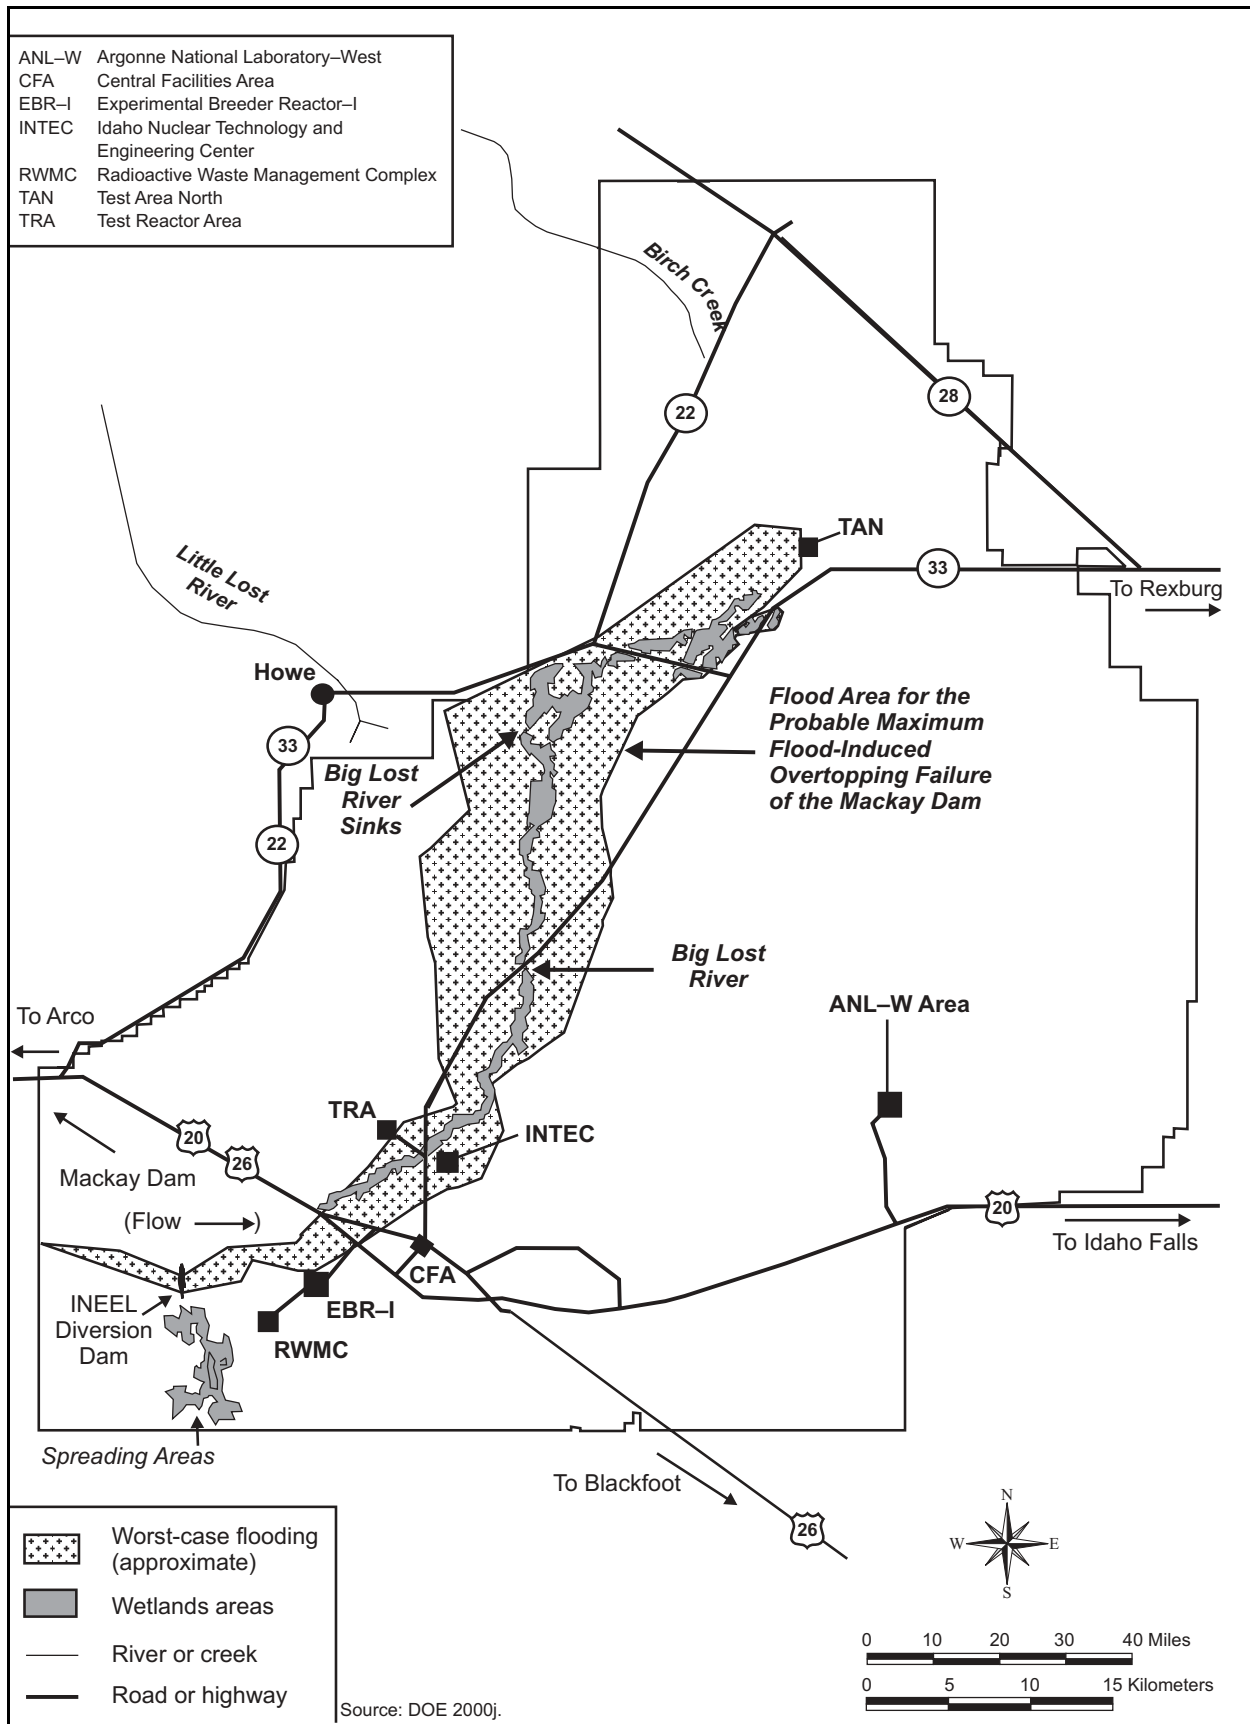 ANL–W Argonne National Laboratory–West
CFA Central Facilities Area
EBR–I Experimental Breeder Reactor–I
INTEC Idaho Nuclear Technology and
Engineering Center
RWMC Radioactive Waste Management Complex
TAN Test Area North
TRA Test Reactor Area
Birch Creek
22
28
Little Lost
River
TAN
33
To Rexburg
Howe
Flood Area for the
Probable Maximum
Flood-Induced
Overtopping Failure
of the Mackay Dam
33
Big Lost
River
Sinks
22
Big Lost
River
To Arco
ANL–W Area
TRA
INTEC
20
26
Mackay Dam
(Flow )
20
To Idaho Falls
CFA
INEEL
Diversion
Dam
EBR–I
RWMC
Spreading Areas
To Blackfoot
26
Worst-case flooding
(approximate)
Wetlands areas
River or creek
Road or highway
Source: DOE 2000j.
N
W E
S
0 10 20 30 40 Miles
0 5 10 15 Kilometers